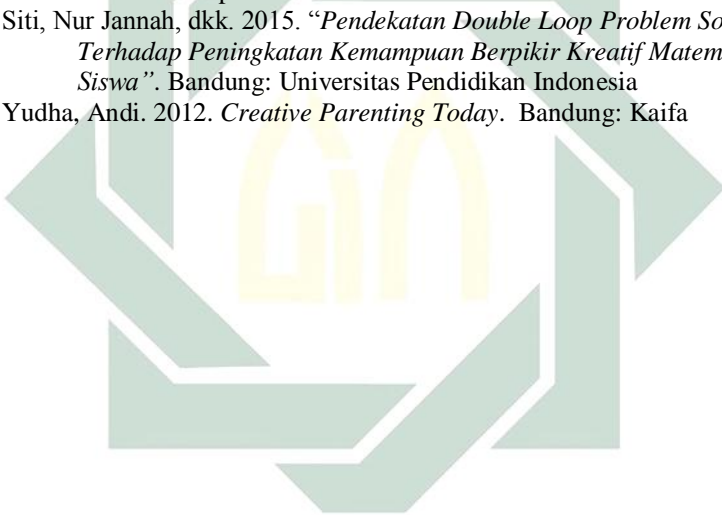 Siti, Nur Jannah, dkk. 2015. “Pendekatan Double Loop Problem So
Terhadap Peningkatan Kemampuan Berpikir Kreatif Matem
Siswa”. Bandung: Universitas Pendidikan Indonesia
Yudha, Andi. 2012. Creative Parenting Today. Bandung: Kaifa